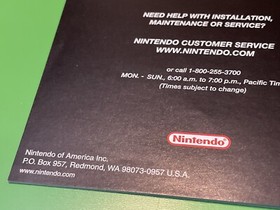 NEED HELP WITH INSTALLATION,
MAINTENANCE OR SERVICE?
NINTENDO CUSTOMER SERVICE
WWW.NINTENDO.COM
or call 1-800-255-3700
MON. - SUN., 6:00 a.m. to 7:00 p.m., Pacific Tim
(Times subject to change)
Nintendo
Nintendo of America Inc.
P.O. Box 957, Redmond, WA 98073-0957 U.S.A.
www.nintendo.com